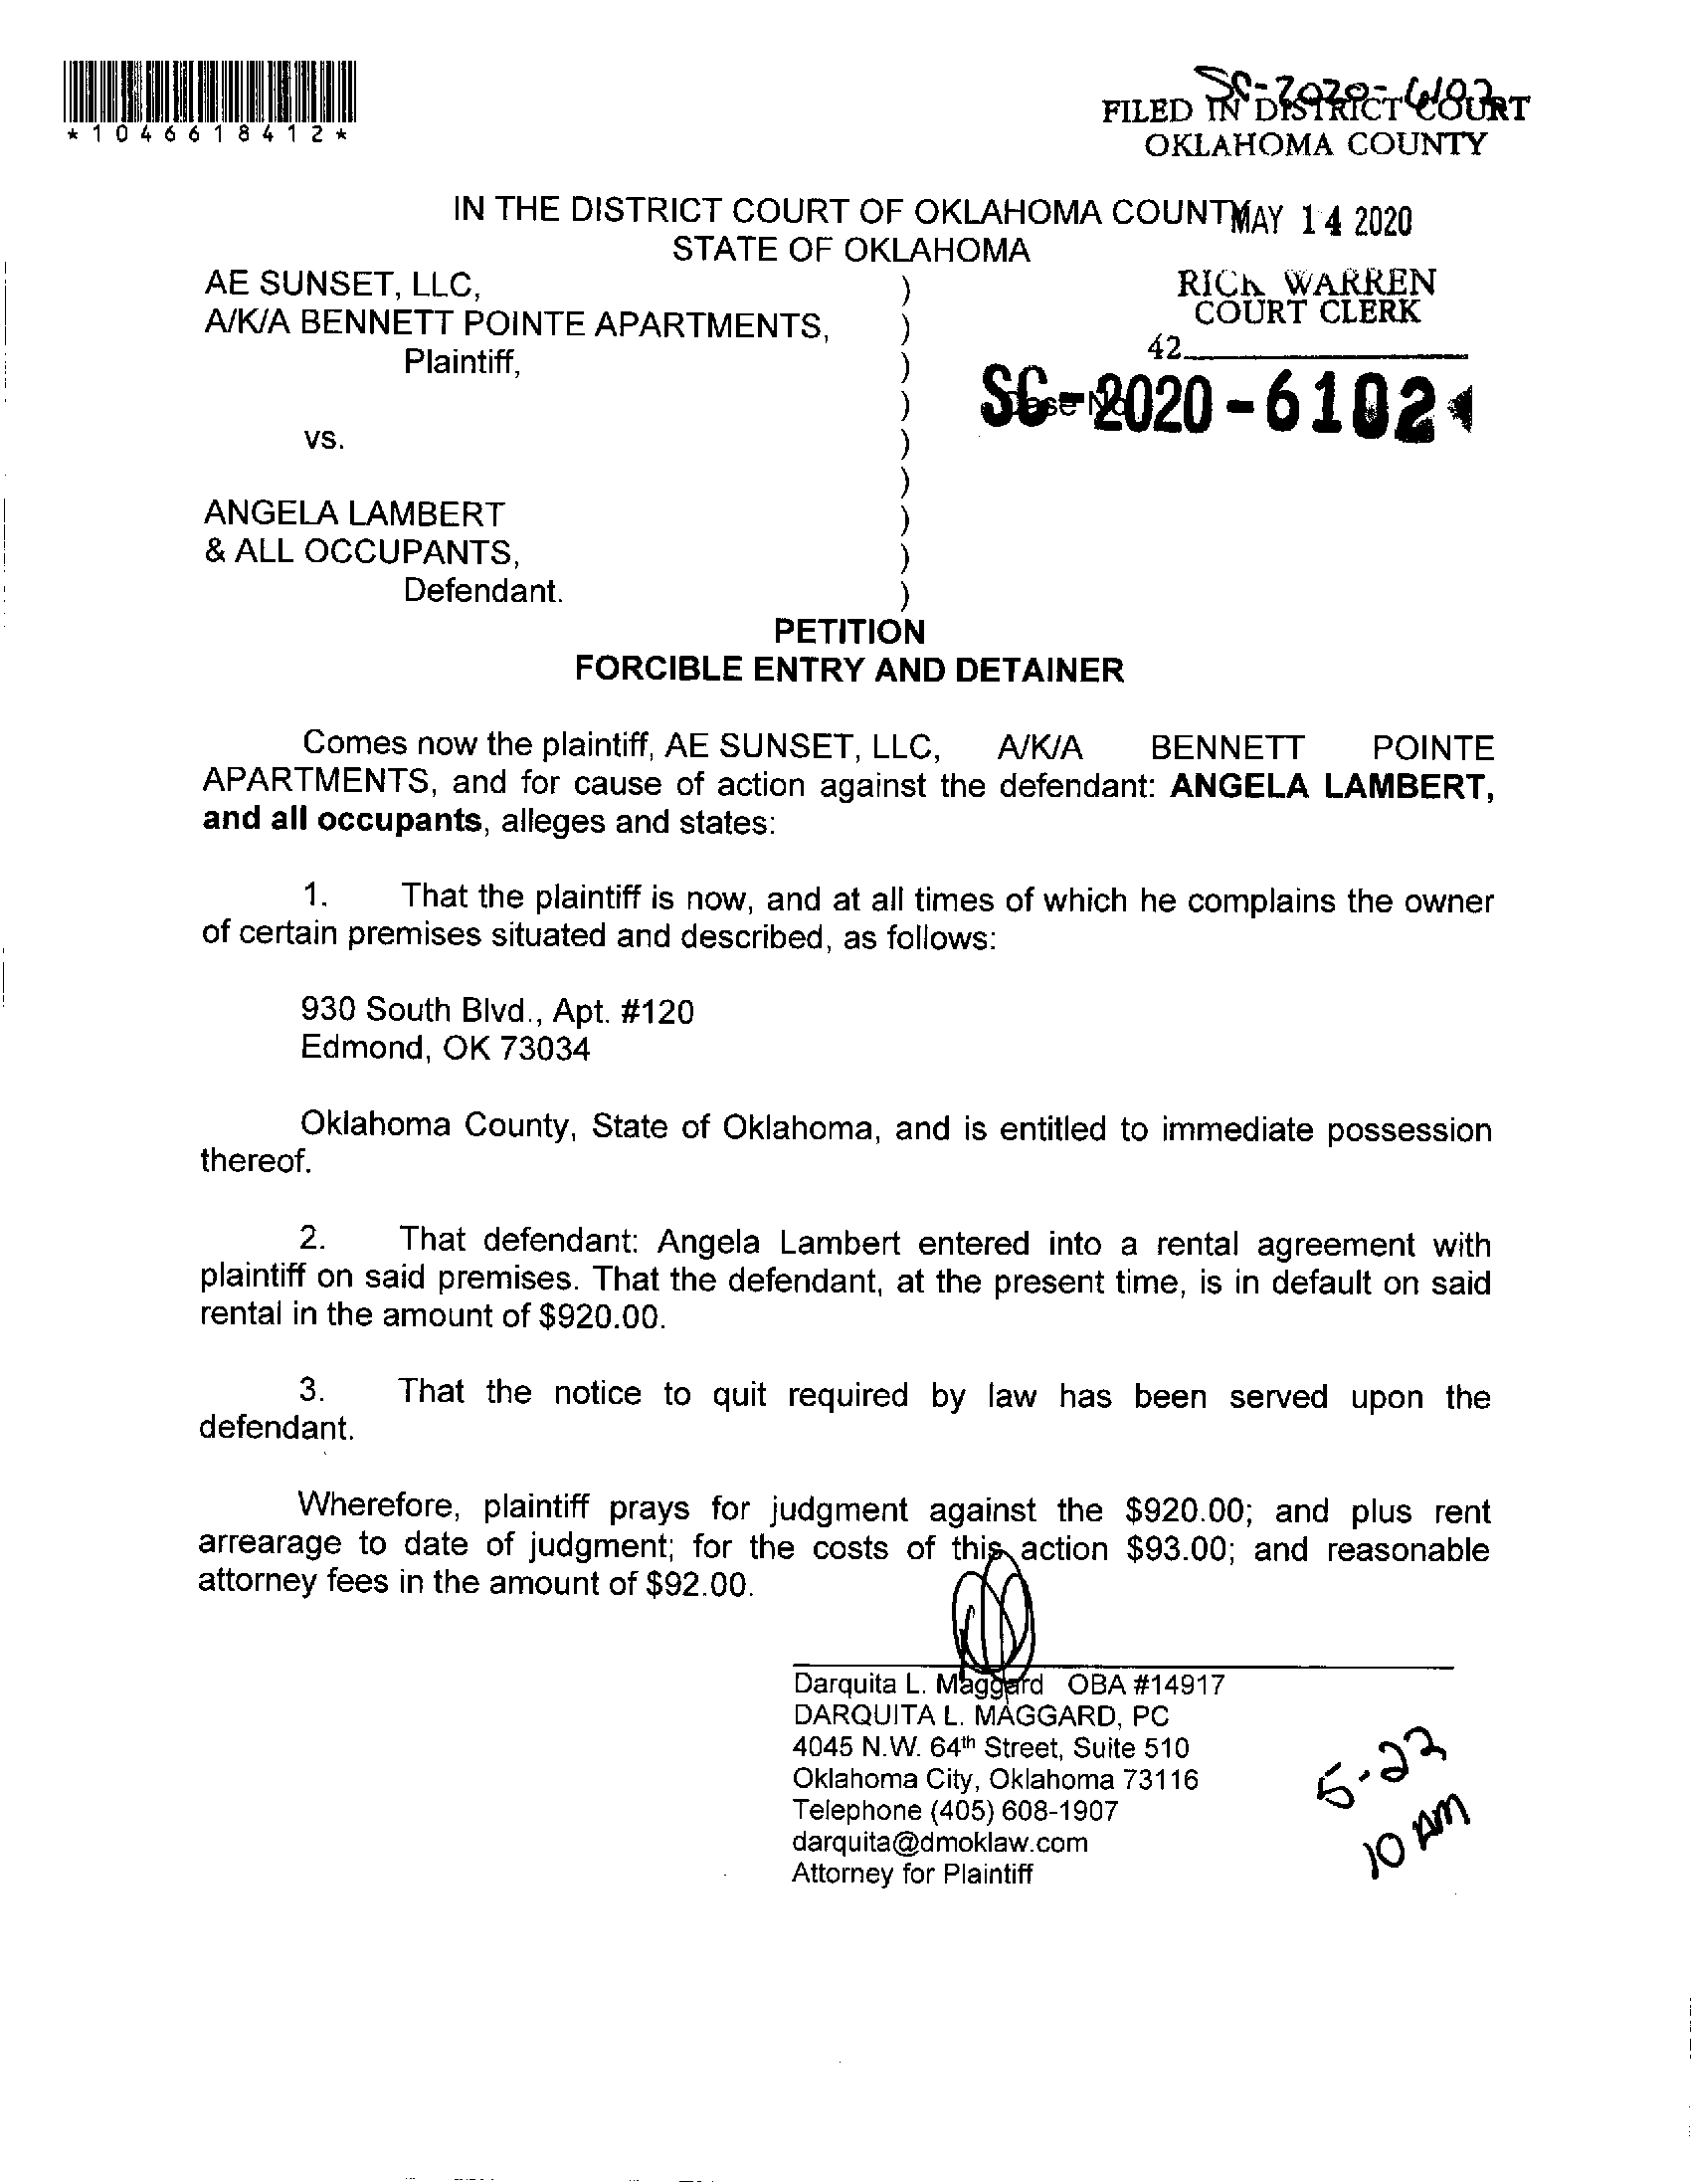 *1046618412*
SC-2020-6102
FILED IN DISTRICT COURT
OKLAHOMA COUNTY
IN THE DISTRICT COURT OF OKLAHOMA COUNT
MAY 14 2020
STATE OF OKLAHOMA
AE SUNSET, LLC, )
RICK WARREN
A/K/A BENNETT POINTE APARTMENTS, )
COURT CLERK
Plaintiff, )
42
)
Case No.
SC-2020-6102
vs. )
)
ANGELA LAMBERT )
& ALL OCCUPANTS, )
Defendant. )
PETITION
FORCIBLE ENTRY AND DETAINER
Comes now the plaintiff, AE SUNSET, LLC, A/K/A BENNETT POINTE
APARTMENTS, and for cause of action against the defendant: ANGELA LAMBERT,
and all occupants, alleges and states:
1. That the plaintiff is now, and at all times of which he complains the owner
of certain premises situated and described, as follows:
930 South Blvd., Apt. #120
Edmond, OK 73034
Oklahoma County, State of Oklahoma, and is entitled to immediate possession
thereof.
2. That defendant: Angela Lambert entered into a rental agreement with
plaintiff on said premises. That the defendant, at the present time, is in default on said
rental in the amount of $920.00.
3. That the notice to quit required by law has been served upon the
defendant.
Wherefore, plaintiff prays for judgment against the $920.00; and plus rent
arrearage to date of judgment; for the costs of this action $93.00; and reasonable
attorney fees in the amount of $92.00.
Darquita L. Maggard OBA #14917
DARQUITA L. MAGGARD, PC
4045 N.W. 64th Street, Suite 510
Oklahoma City, Oklahoma 73116
Telephone (405) 608-1907
darquita@dmoklaw.com
Attorney for Plaintiff
5-22
10 AM